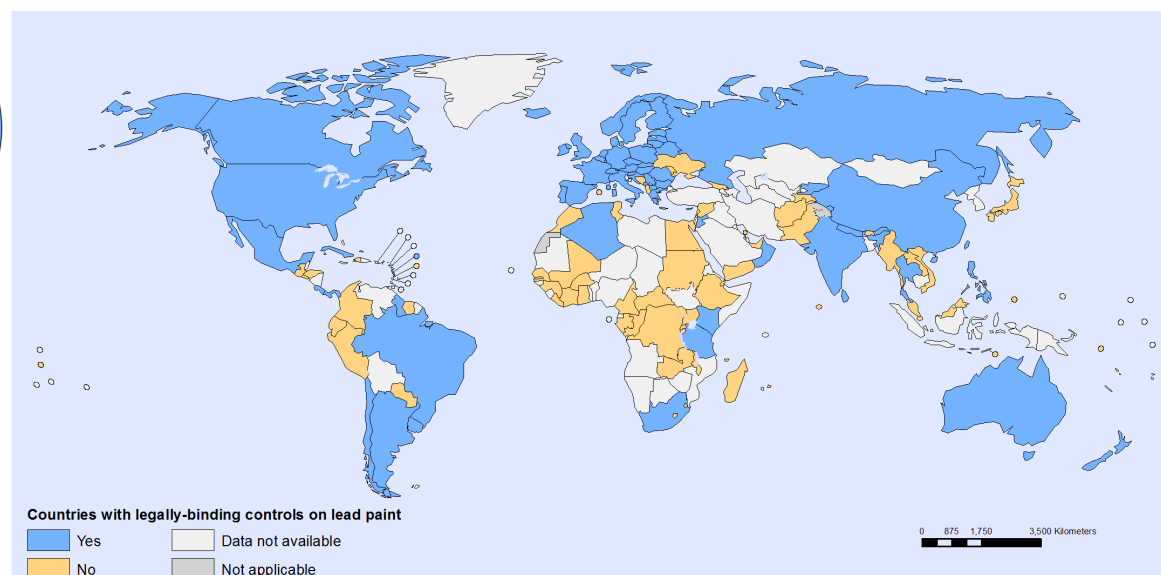 Countries with legally-binding controls on lead paint
Yes
Data not available
No
Not applicable
0 875 1,750 3,500 Kilometers